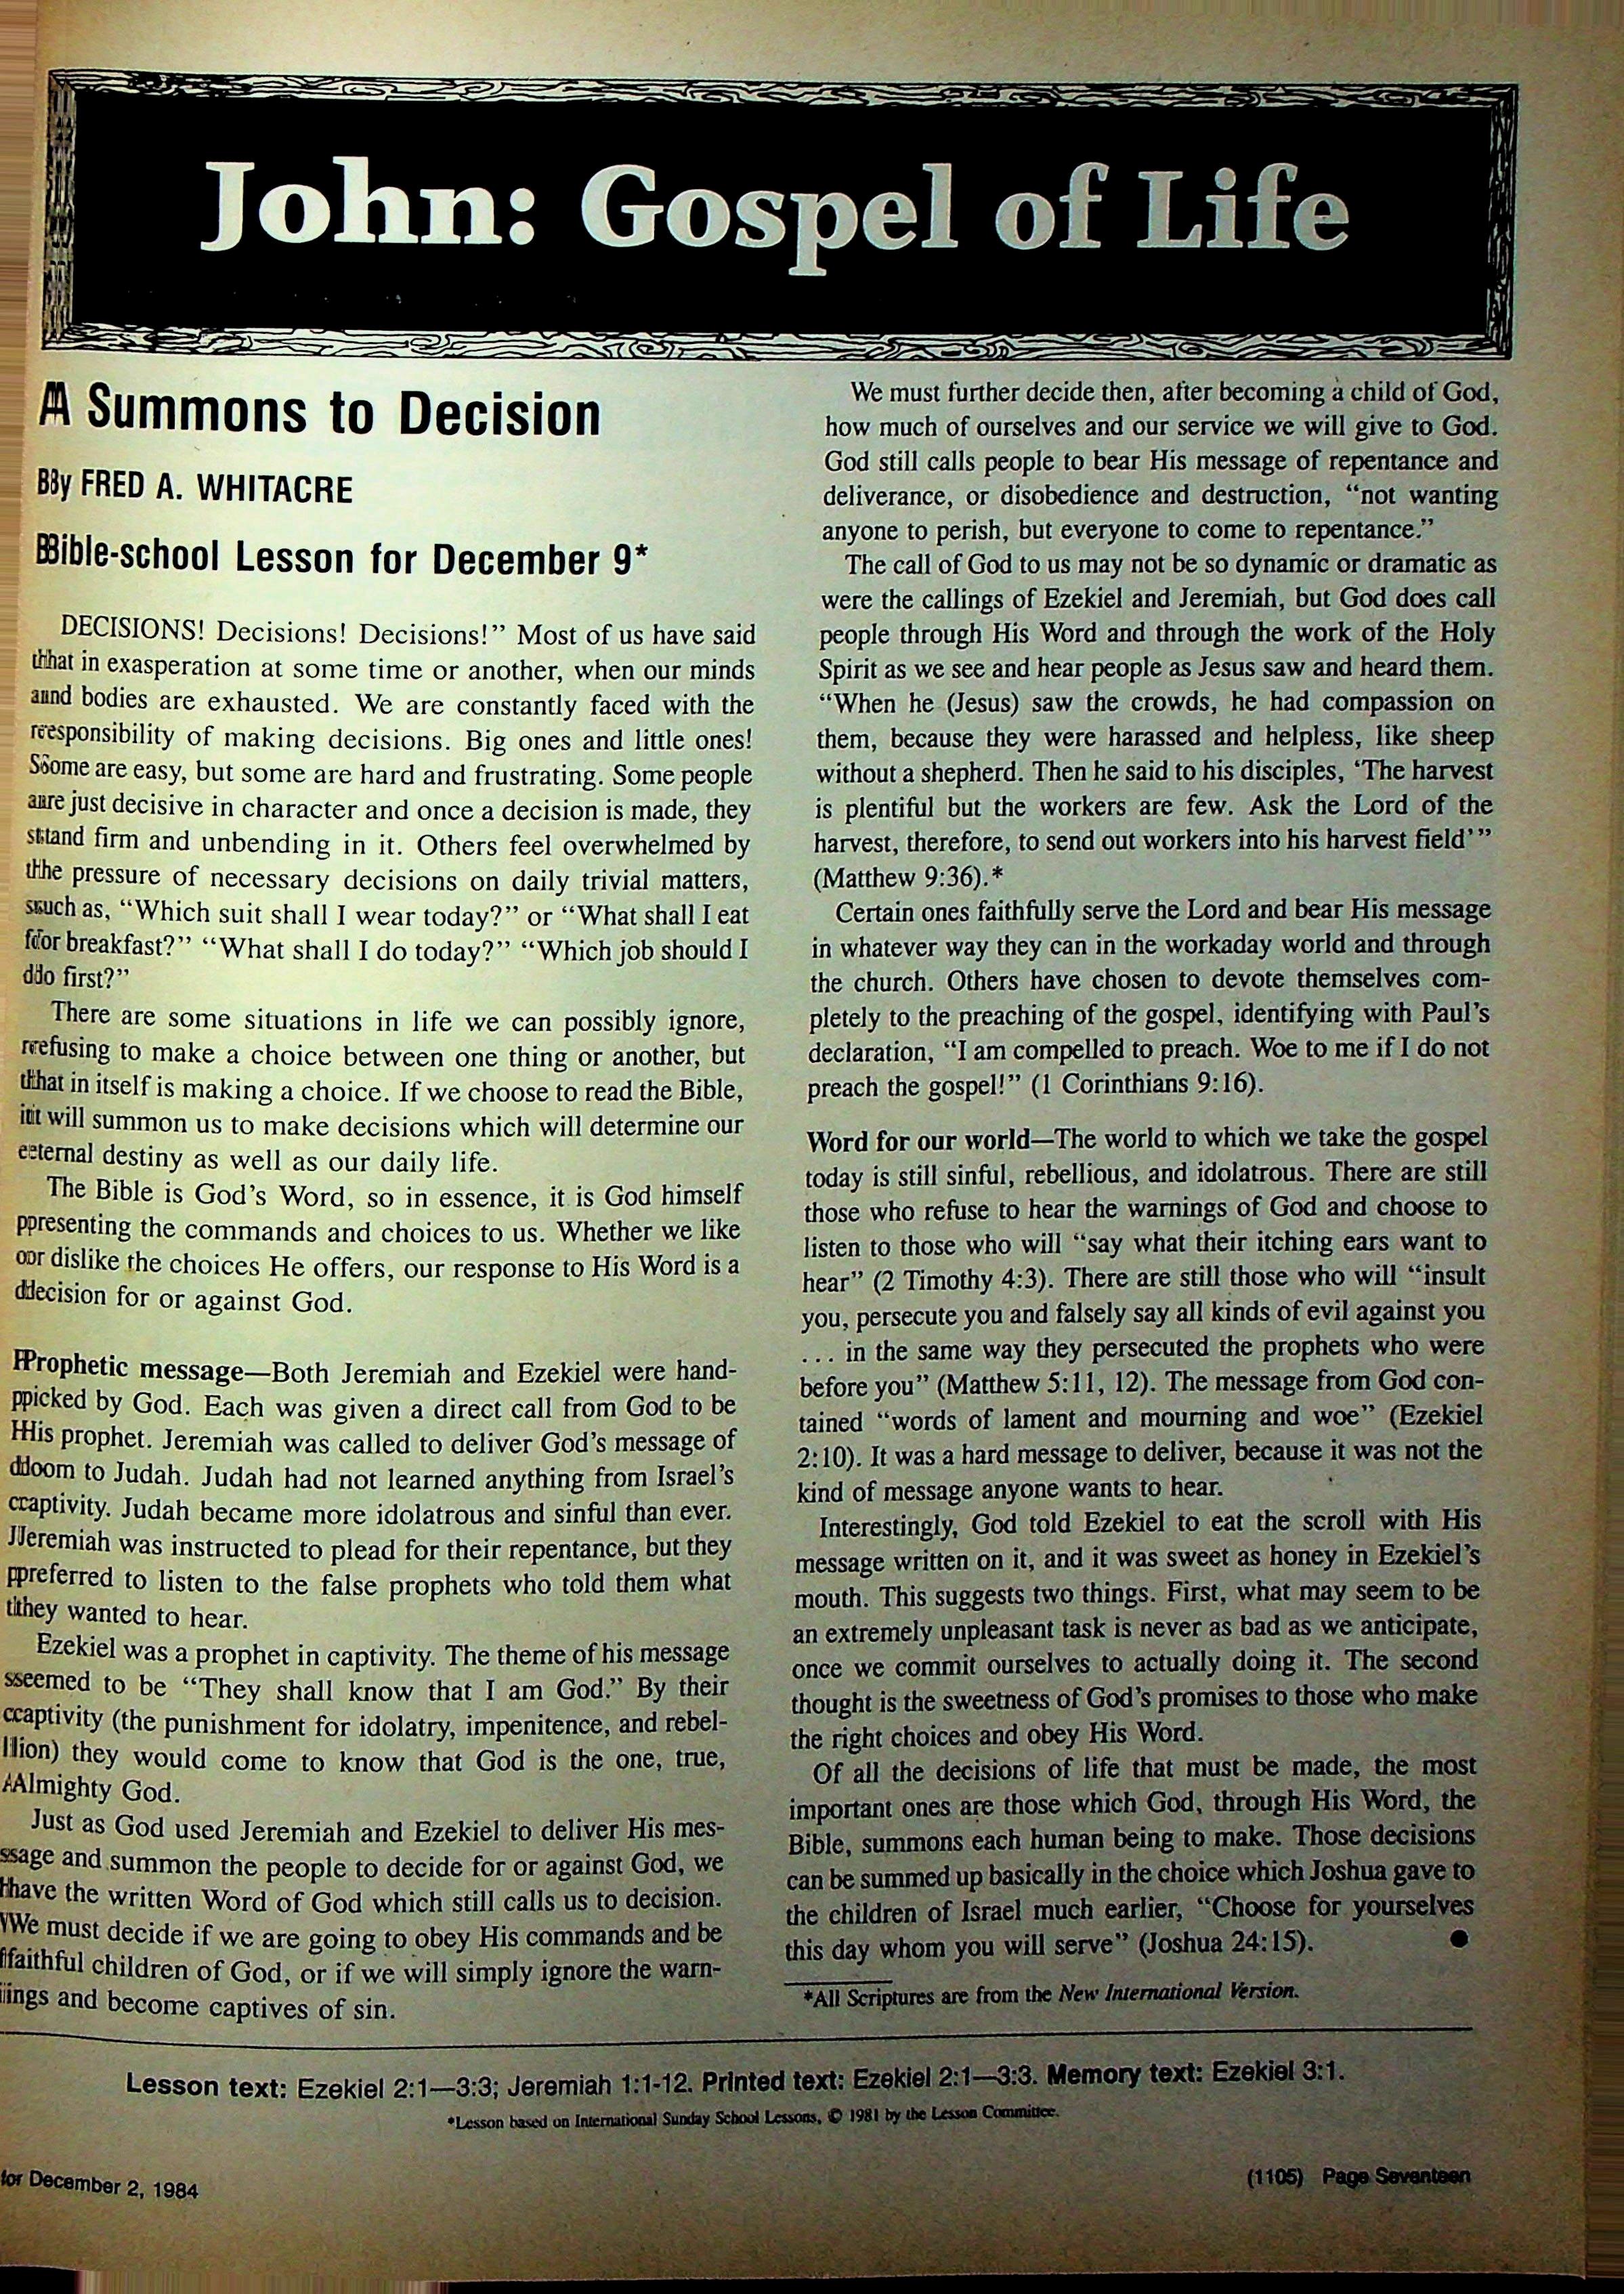 John: Gospel of Life
A Summons to Decision
By FRED A. WHITACRE
Bible-school Lesson for December 9*
DECISIONS! Decisions! Decisions!” Most of us have said
that in exasperation at some time or another, when our minds
and bodies are exhausted. We are constantly faced with the
responsibility of making decisions. Big ones and little ones!
Some are easy, but some are hard and frustrating. Some people
are just decisive in character and once a decision is made, they
stand firm and unbending in it. Others feel overwhelmed by
the pressure of necessary decisions on daily trivial matters,
such as, “Which suit shall I wear today?” or “What shall I eat
for breakfast?” “What shall I do today?” “Which job should I
do first?”
There are some situations in life we can possibly ignore,
refusing to make a choice between one thing or another, but
that in itself is making a choice. If we choose to read the Bible,
it will summon us to make decisions which will determine our
eternal destiny as well as our daily life.
The Bible is God’s Word, so in essence, it is God himself
presenting the commands and choices to us. Whether we like
or dislike the choices He offers, our response to His Word is a
decision for or against God.
Prophetic message—Both Jeremiah and Ezekiel were hand-
picked by God. Each was given a direct call from God to be
His prophet. Jeremiah was called to deliver God’s message of
doom to Judah. Judah had not learned anything from Israel’s
captivity. Judah became more idolatrous and sinful than ever.
Jeremiah was instructed to plead for their repentance, but they
preferred to listen to the false prophets who told them what
they wanted to hear.
Ezekiel was a prophet in captivity. The theme of his message
seemed to be “They shall know that I am God.” By their
captivity (the punishment for idolatry, impenitence, and rebel-
lion) they would come to know that God is the one, true,
Almighty God.
Just as God used Jeremiah and Ezekiel to deliver His mes-
sage and summon the people to decide for or against God, we
have the written Word of God which still calls us to decision.
We must decide if we are going to obey His commands and be
faithful children of God, or if we will simply ignore the warn-
ings and become captives of sin.
We must further decide then, after becoming a child of God,
how much of ourselves and our service we will give to God.
God still calls people to bear His message of repentance and
deliverance, or disobedience and destruction, “not wanting
anyone to perish, but everyone to come to repentance.”
The call of God to us may not be so dynamic or dramatic as
were the callings of Ezekiel and Jeremiah, but God does call
people through His Word and through the work of the Holy
Spirit as we see and hear people as Jesus saw and heard them.
“When he (Jesus) saw the crowds, he had compassion on
them, because they were harassed and helpless, like sheep
without a shepherd. Then he said to his disciples, ‘The harvest
is plentiful but the workers are few. Ask the Lord of the
harvest, therefore, to send out workers into his harvest field’”
(Matthew 9:36).*
Certain ones faithfully serve the Lord and bear His message
in whatever way they can in the workaday world and through
the church. Others have chosen to devote themselves com-
pletely to the preaching of the gospel, identifying with Paul’s
declaration, “I am compelled to preach. Woe to me if I do not
preach the gospel!” (1 Corinthians 9:16).
Word for our world—The world to which we take the gospel
today is still sinful, rebellious, and idolatrous. There are still
those who refuse to hear the warnings of God and choose to
listen to those who will “say what their itching ears want to
hear” (2 Timothy 4:3). There are still those who will “insult
you, persecute you and falsely say all kinds of evil against you
... in the same way they persecuted the prophets who were
before you” (Matthew 5:11, 12). The message from God con-
tained “words of lament and mourning and woe” (Ezekiel
2:10). It was a hard message to deliver, because it was not the
kind of message anyone wants to hear.
Interestingly, God told Ezekiel to eat the scroll with His
message written on it, and it was sweet as honey in Ezekiel’s
mouth. This suggests two things. First, what may seem to be
an extremely unpleasant task is never as bad as we anticipate,
once we commit ourselves to actually doing it. The second
thought is the sweetness of God’s promises to those who make
the right choices and obey His Word.
Of all the decisions of life that must be made, the most
important ones are those which God, through His Word, the
Bible, summons each human being to make. Those decisions
can be summed up basically in the choice which Joshua gave to
the children of Israel much earlier, “Choose for yourselves
this day whom you will serve” (Joshua 24:15). ●
*All Scriptures are from the New International Version.
Lesson text: Ezekiel 2:1—3:3; Jeremiah 1:1-12. Printed text: Ezekiel 2:1—3:3. Memory text: Ezekiel 3:1.
*Lesson based on International Sunday School Lessons, © 1981 by the Lesson Committee.
for December 2, 1984
(1105) Page Seventeen